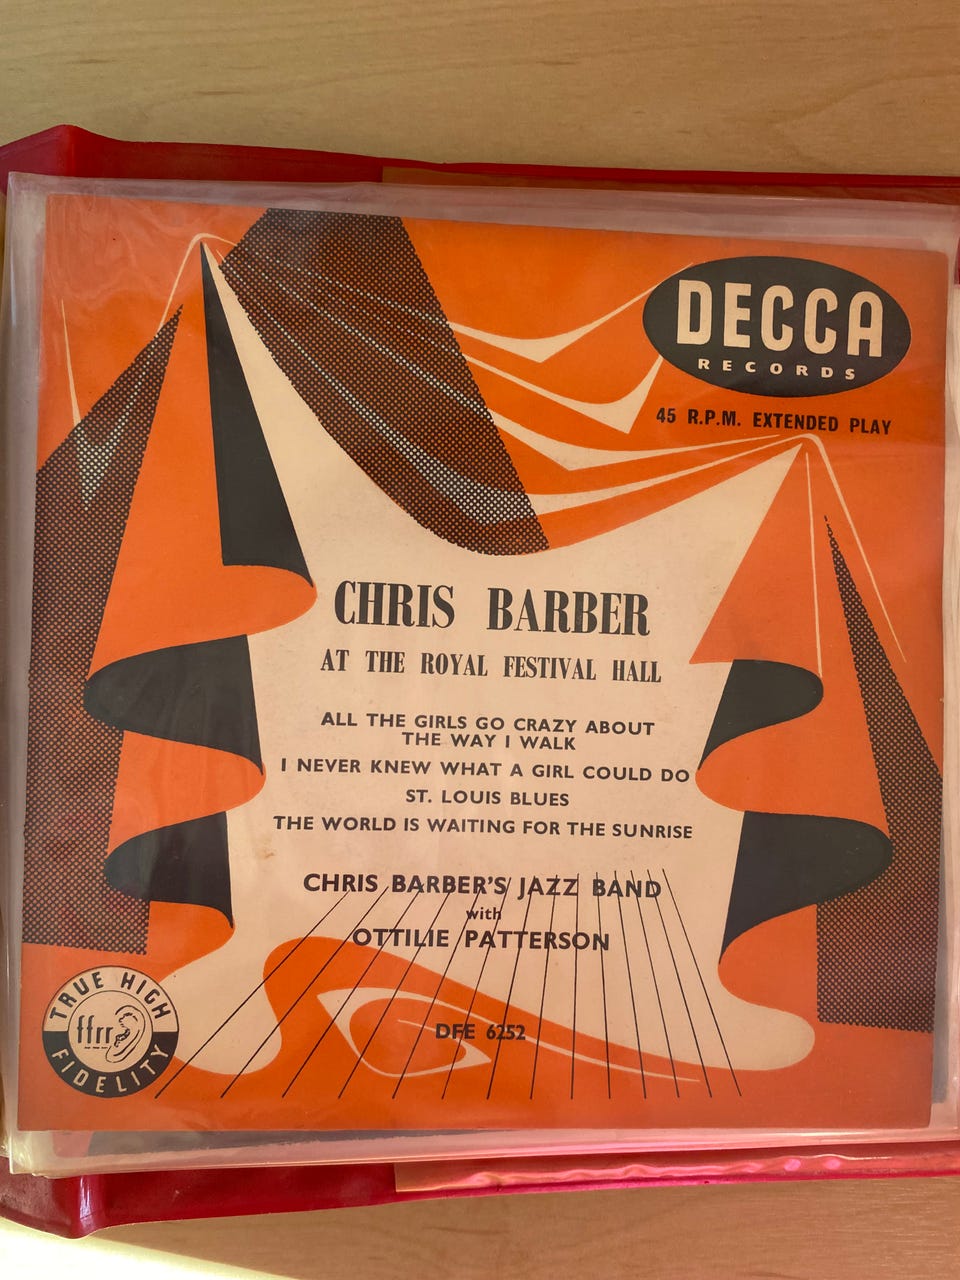 DECCA
RECORDS
45 R.P.M. EXTENDED PLAY
CHRIS BARBER
AT THE ROYAL FESTIVAL HALL
ALL THE GIRLS GO CRAZY ABOUT
THE WAY I WALK
I NEVER KNEW WHAT A GIRL COULD DO
ST. LOUIS BLUES
THE WORLD IS WAITING FOR THE SUNRISE
CHRIS BARBER'S JAZZ BAND
with
OTTILIE PATTERSON
DFE 6252
TRUE HIGH
ffrr
FIDELITY